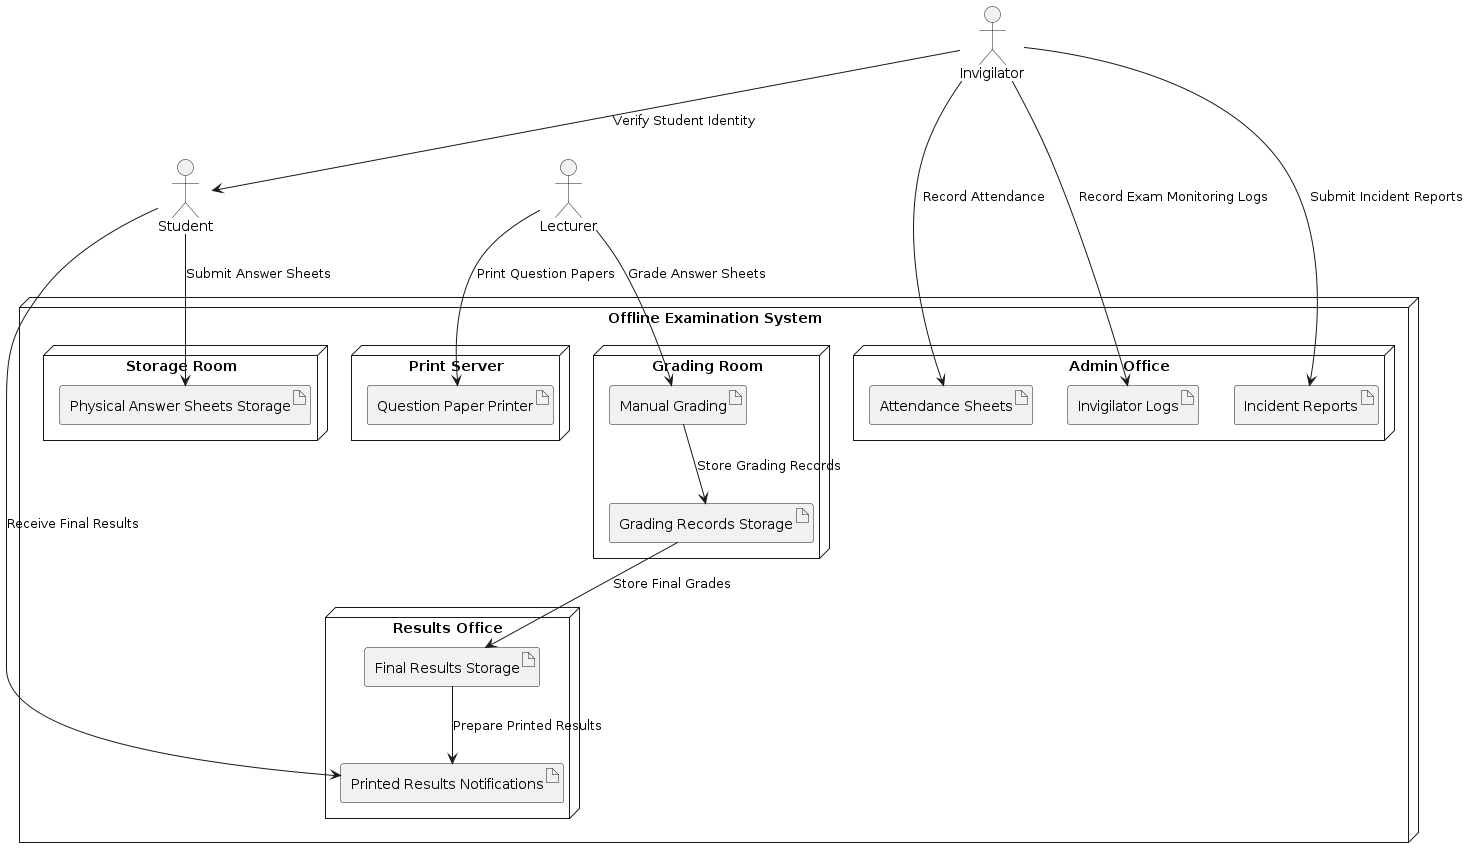 Invigilator
Verify Student Identity
Student
Lecturer
Record Attendance
Record Exam Monitoring Logs
Submit Incident Reports
Submit Answer Sheets
Print Question Papers
Grade Answer Sheets
Offline Examination System
Storage Room
Print Server
Grading Room
Admin Office
Physical Answer Sheets Storage
Question Paper Printer
Manual Grading
Attendance Sheets
Invigilator Logs
Incident Reports
Store Grading Records
Receive Final Results
Grading Records Storage
Store Final Grades
Results Office
Final Results Storage
Prepare Printed Results
Printed Results Notifications